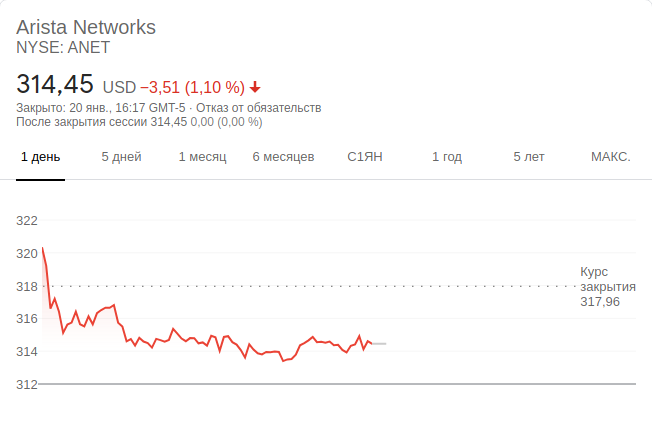 Arista Networks
NYSE: ANET
314,45 USD −3,51 (1,10 %)
Закрыто: 20 янв., 16:17 GMT-5 · Отказ от обязательств
После закрытия сессии 314,45 0,00 (0,00 %)
1 день 5 дней 1 месяц 6 месяцев С1ЯН 1 год 5 лет МАКС.
322
320
318
316
314
312
Курс
закрытия
317,96